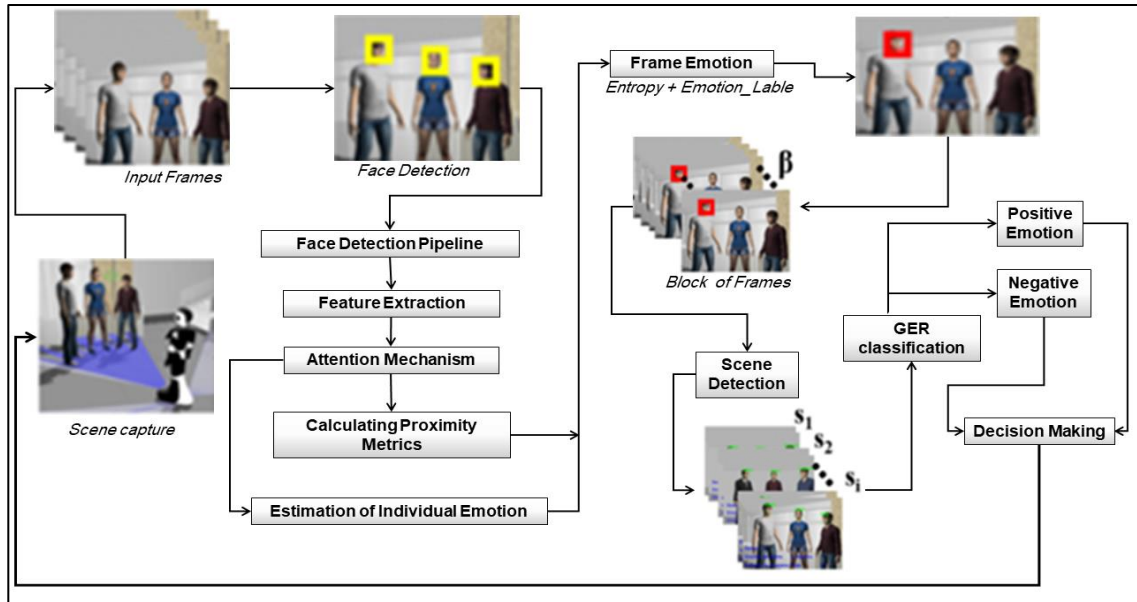 Input Frames
Face Detection
Face Detection Pipeline
Feature Extraction
Attention Mechanism
Calculating Proximity
Metrics
Estimation of Individual Emotion
Scene capture
Frame Emotion
Entropy + Emotion_Lable
β
Block of Frames
Scene
Detection
S1
S2
Si
GER
classification
Positive
Emotion
Negative
Emotion
Decision Making